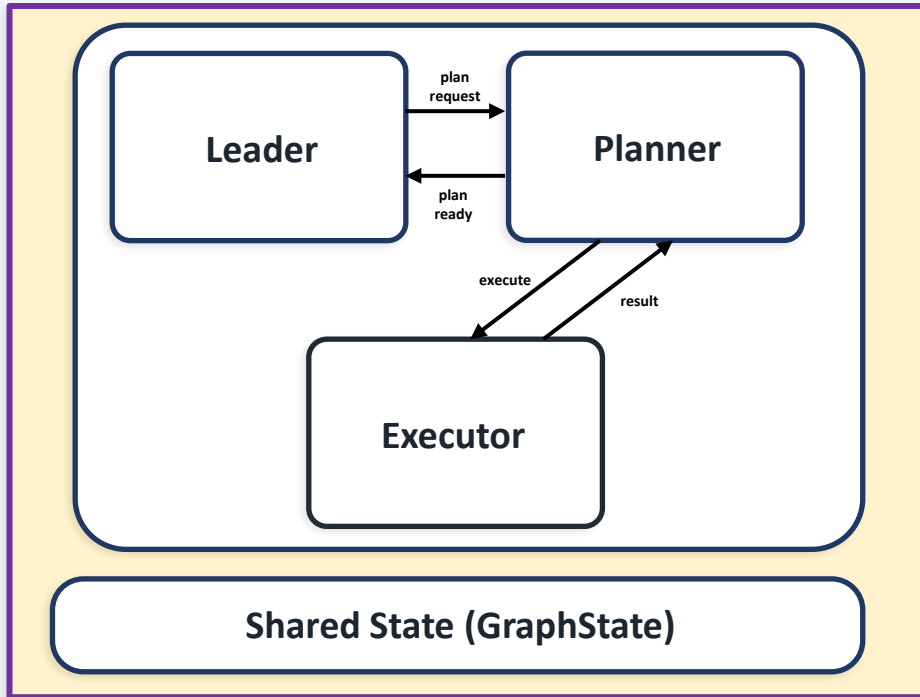 plan
request
Leader
Planner
plan
ready
execute
result
Executor
Shared State (GraphState)